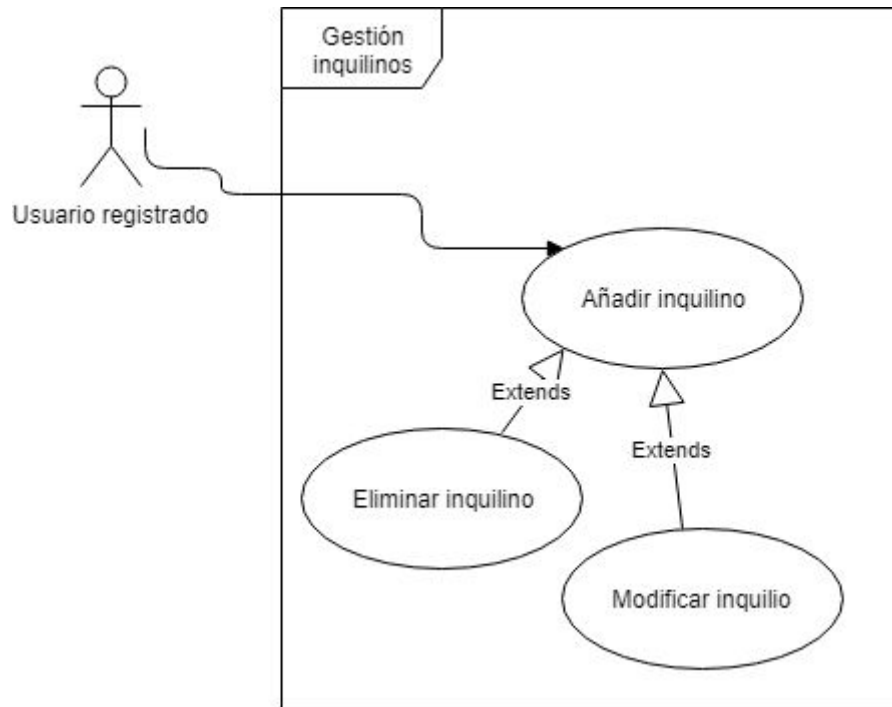 Gestión
inquilinos
Usuario registrado
Añadir inquilino
Extends
Extends
Eliminar inquilino
Modificar inquilio